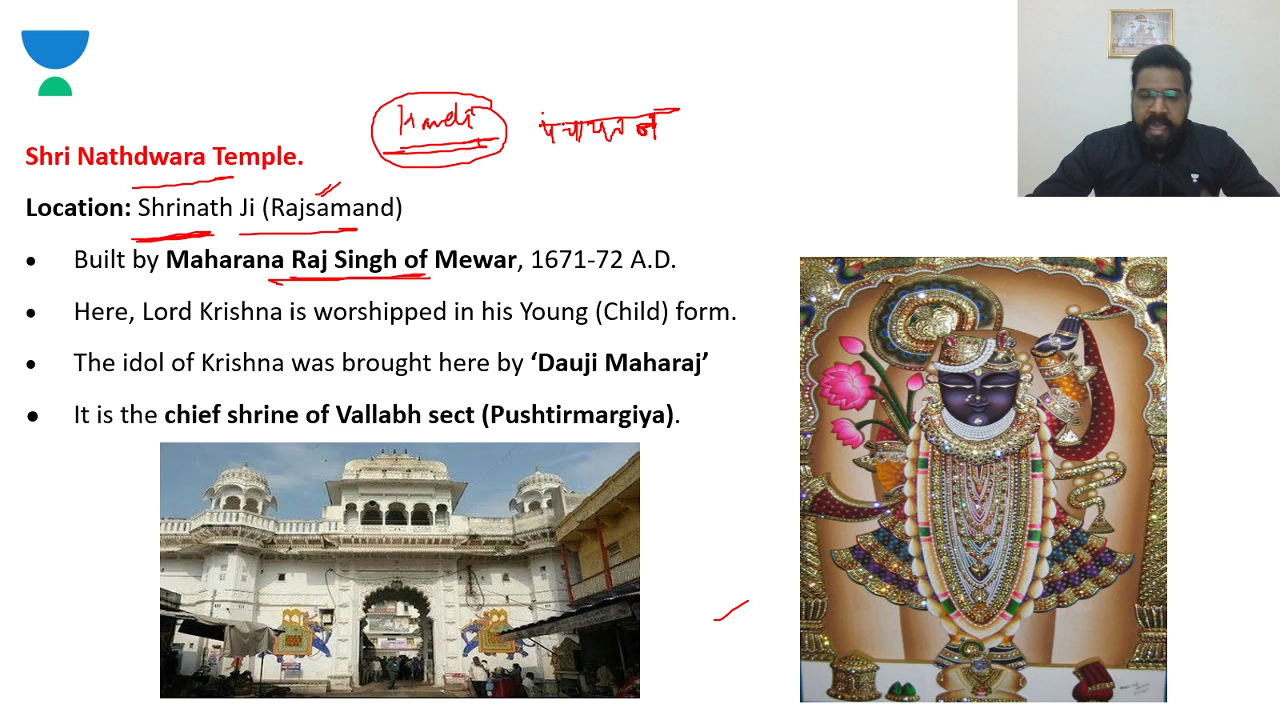 Hindi
Shri Nathdwara Temple.
Location: Shrinath Ji (Rajsamand)
• Built by Maharana Raj Singh of Mewar, 1671-72 A.D.
• Here, Lord Krishna is worshipped in his Young (Child) form.
• The idol of Krishna was brought here by ‘Dauji Maharaj’
• It is the chief shrine of Vallabh sect (Pushtirmargiya).